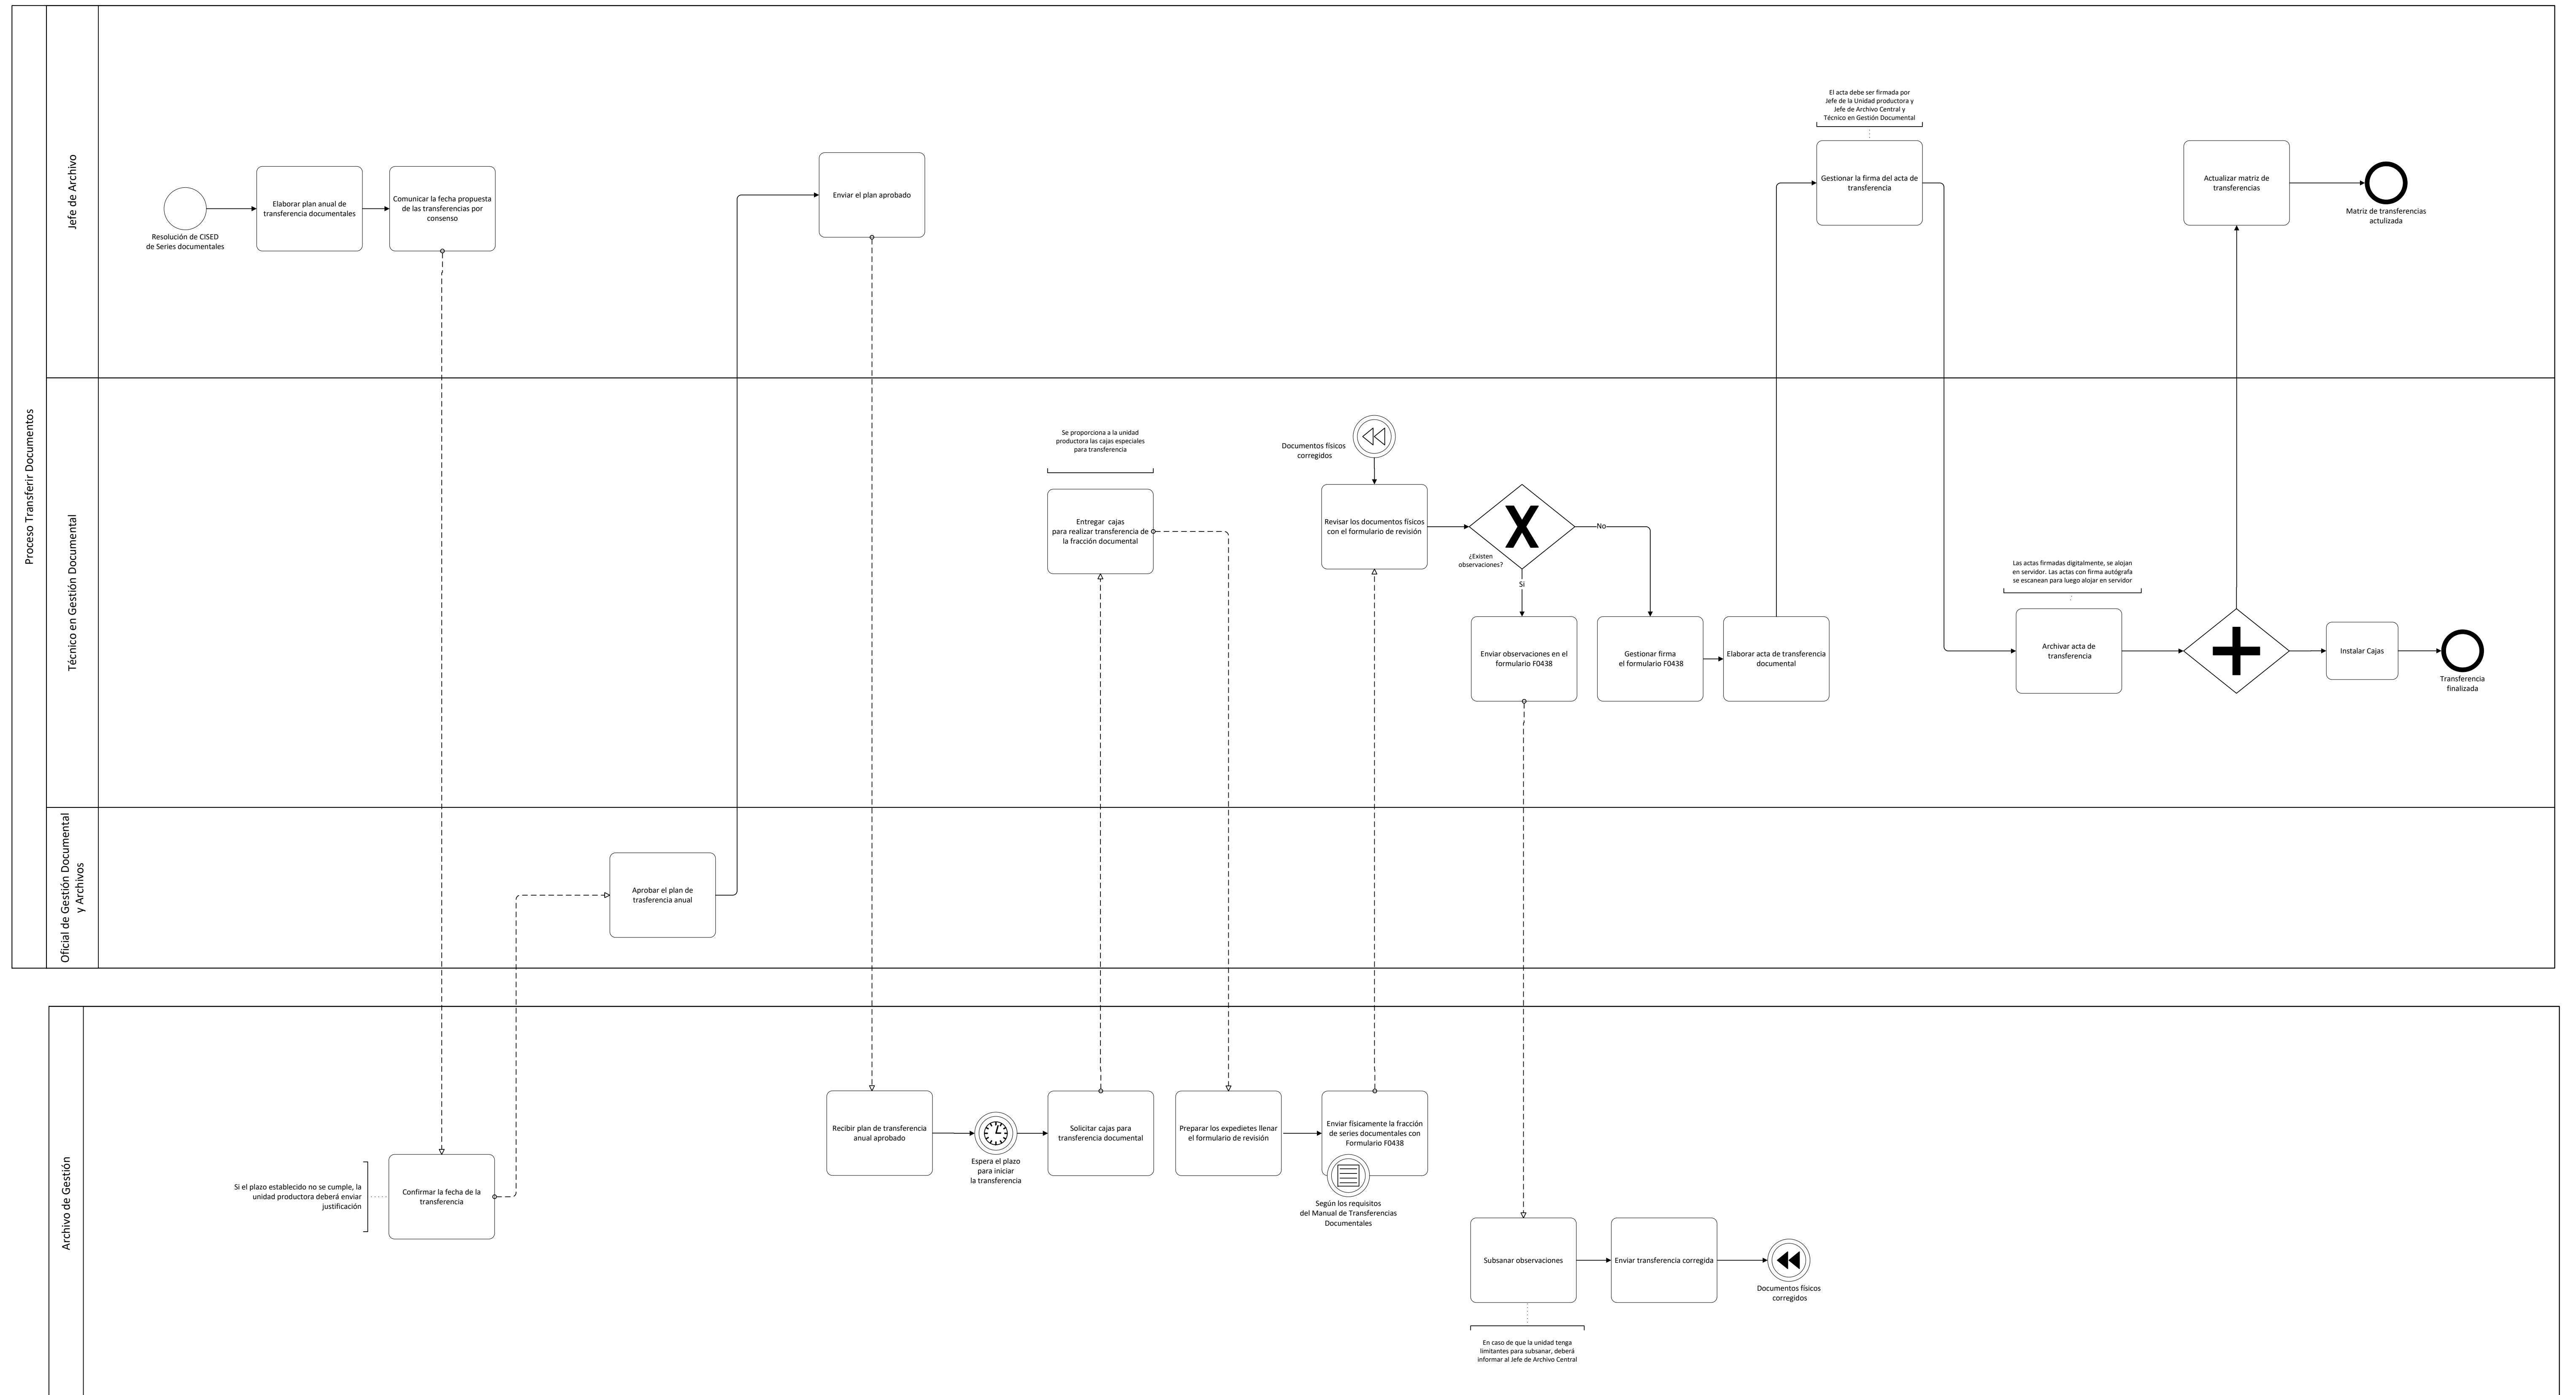 Proceso Transferir Documentos
Jefe de Archivo
Resolución de CISED
de Series documentales
Elaborar plan anual de
transferencia documentales
Comunicar la fecha propuesta
de las transferencias por
consenso
Enviar el plan aprobado
El acta debe ser firmada por
Jefe de la Unidad productora y
Jefe de Archivo Central y
Técnico en Gestión Documental
Gestionar la firma del acta de
transferencia
Actualizar matriz de
transferencias
Matriz de transferencias
actulizada
Técnico en Gestión Documental
Se proporciona a la unidad
productora las cajas especiales
para transferencia
Entregar cajas
para realizar transferencia de
la fracción documental
Documentos físicos
corregidos
Revisar los documentos físicos
con el formulario de revisión
¿Existen
observaciones?
No
Si
Enviar observaciones en el
formulario F0438
Gestionar firma
el formulario F0438
Elaborar acta de transferencia
documental
Las actas firmadas digitalmente, se alojan
en servidor. Las actas con firma autógrafa
se escanean para luego alojar en servidor
Archivar acta de
transferencia
Instalar Cajas
Transferencia
finalizada
Oficial de Gestión Documental
y Archivos
Aprobar el plan de
trasferencia anual
Archivo de Gestión
Si el plazo establecido no se cumple, la
unidad productora deberá enviar
justificación
Confirmar la fecha de la
transferencia
Recibir plan de transferencia
anual aprobado
Espera el plazo
para iniciar
la transferencia
Solicitar cajas para
transferencia documental
Preparar los expedietes llenar
el formulario de revisión
Enviar físicamente la fracción
de series documentales con
Formulario F0438
Según los requisitos
del Manual de Transferencias
Documentales
Subsanar observaciones
Enviar transferencia corregida
Documentos físicos
corregidos
En caso de que la unidad tenga
limitantes para subsanar, deberá
informar al Jefe de Archivo Central